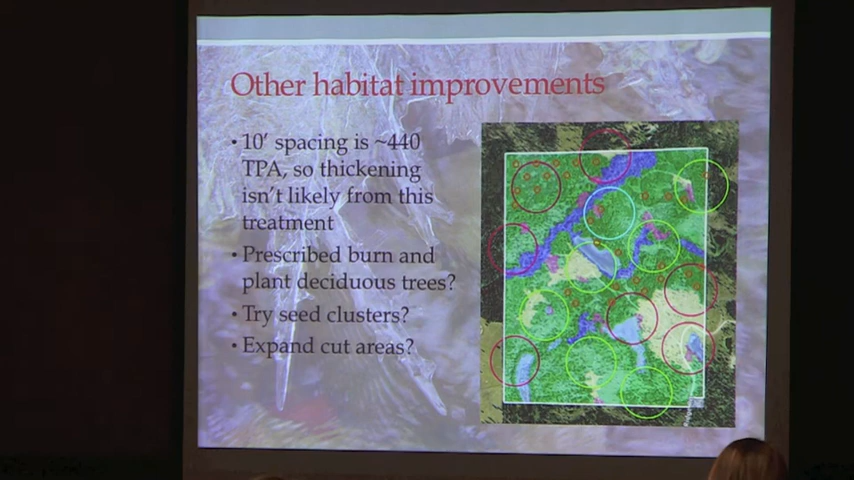 Other habitat improvements
• 10' spacing is ~440
TPA, so thickening
isn't likely from this
treatment
• Prescribed burn and
plant deciduous trees?
• Try seed clusters?
• Expand cut areas?